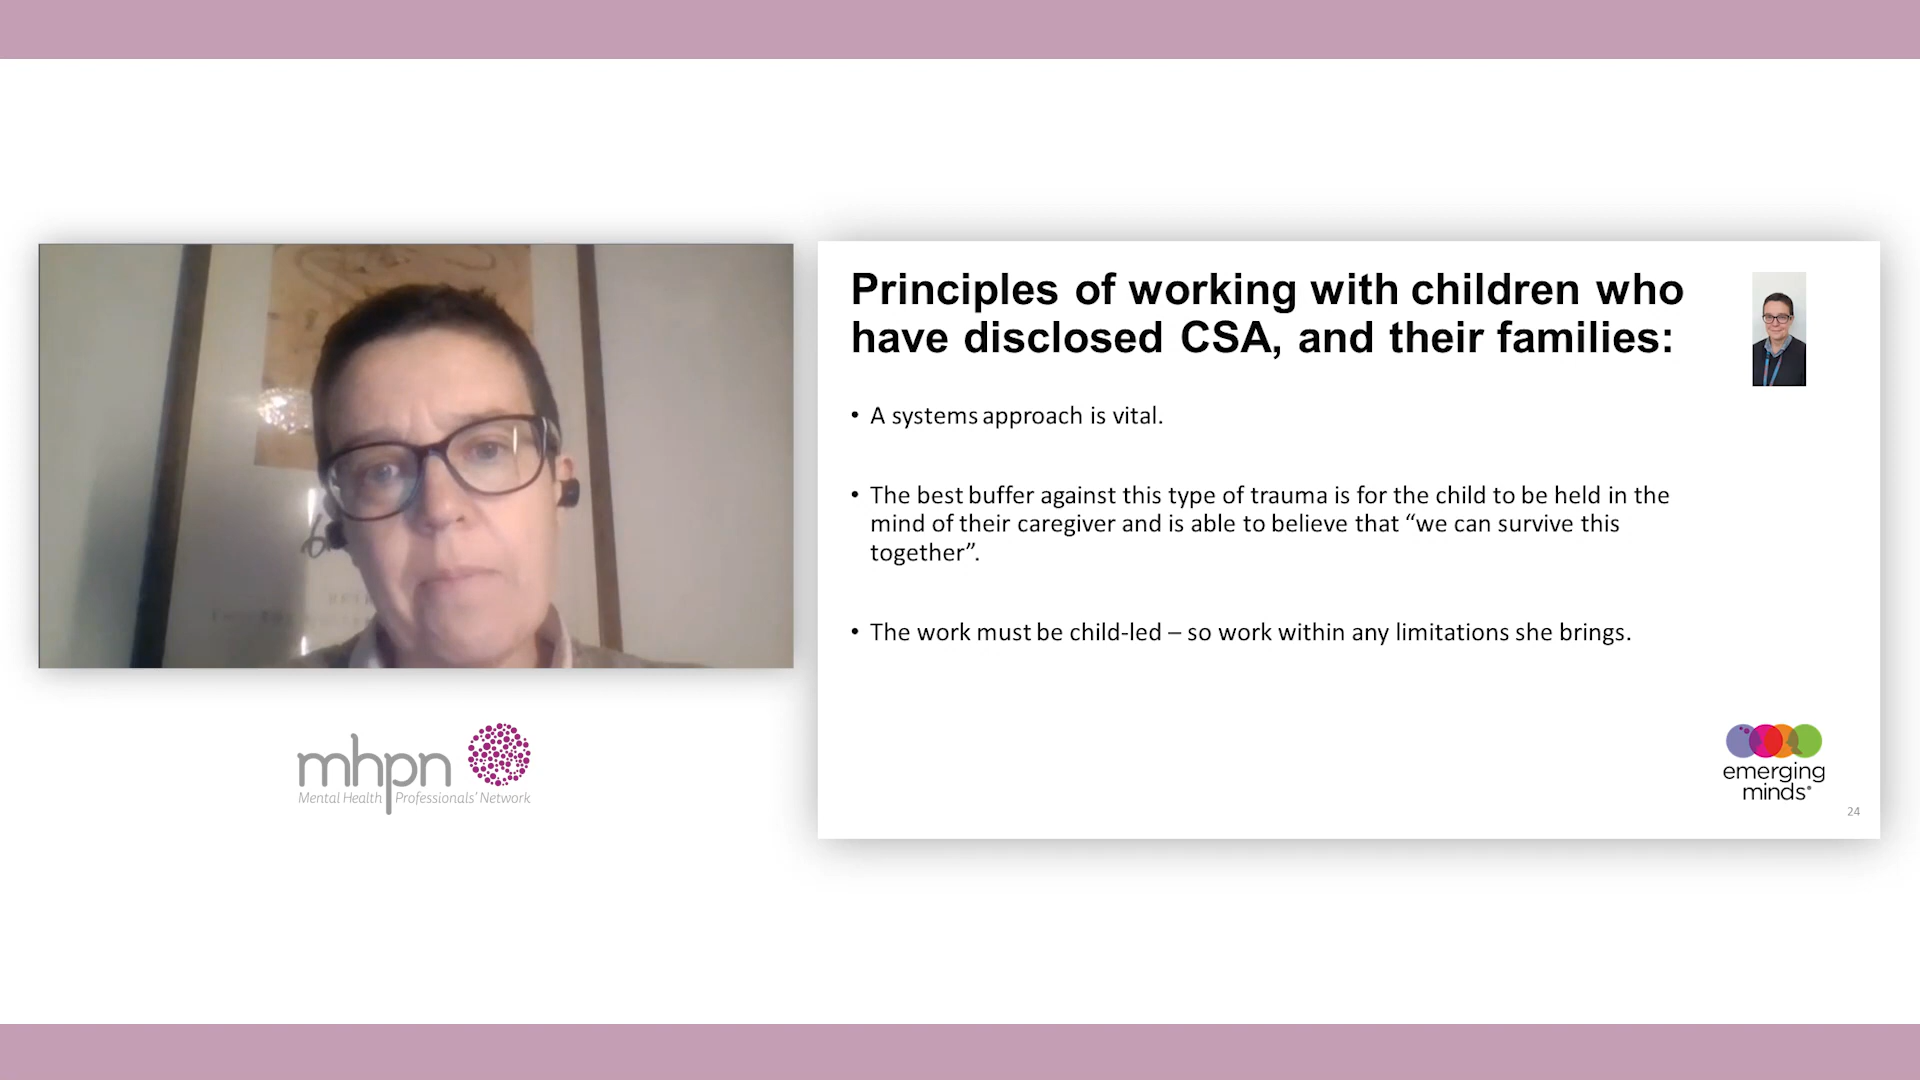 Principles of working with children who
have disclosed CSA, and their families:
• A systems approach is vital.
• The best buffer against this type of trauma is for the child to be held in the
mind of their caregiver and is able to believe that “we can survive this
together”.
• The work must be child-led – so work within any limitations she brings.
mhpn
Mental Health Professionals’ Network
emerging
minds
24